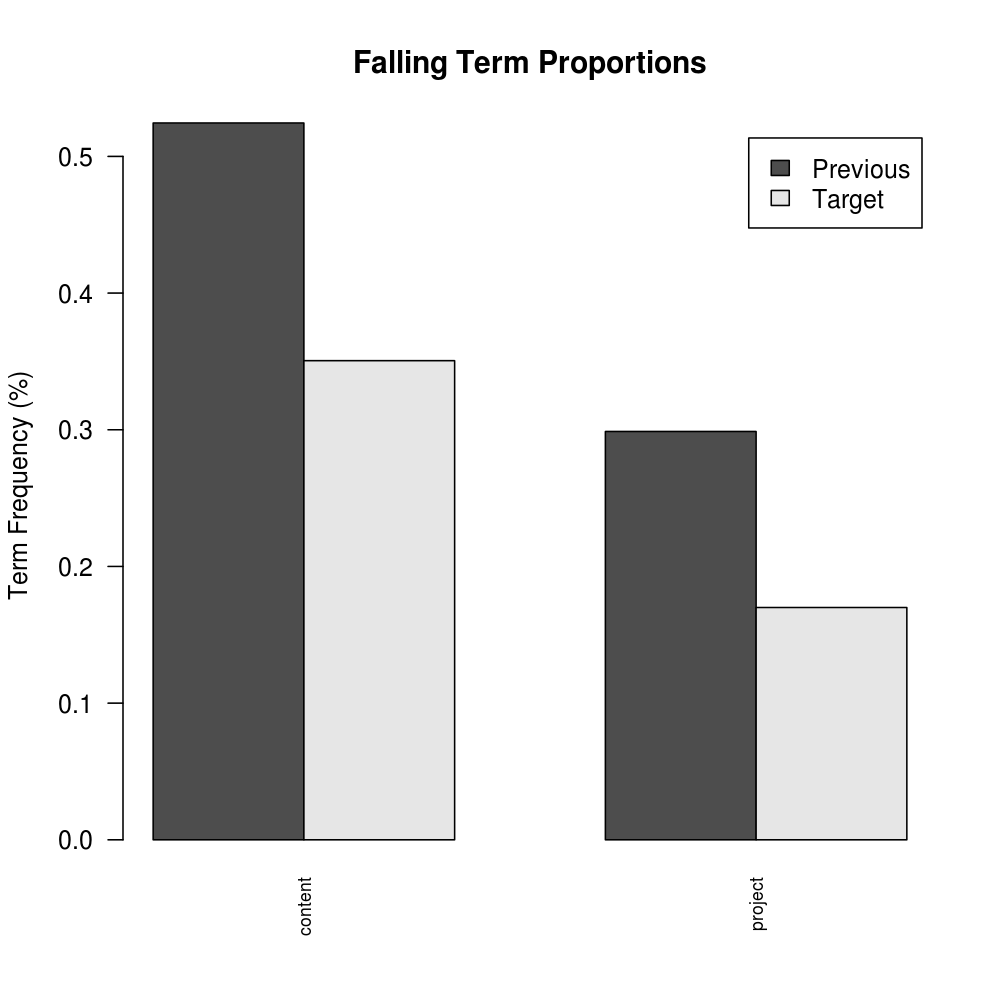 Falling Term Proportions
Previous
Target
Term Frequency (%)
0.5
0.4
0.3
0.2
0.1
0.0
content
project